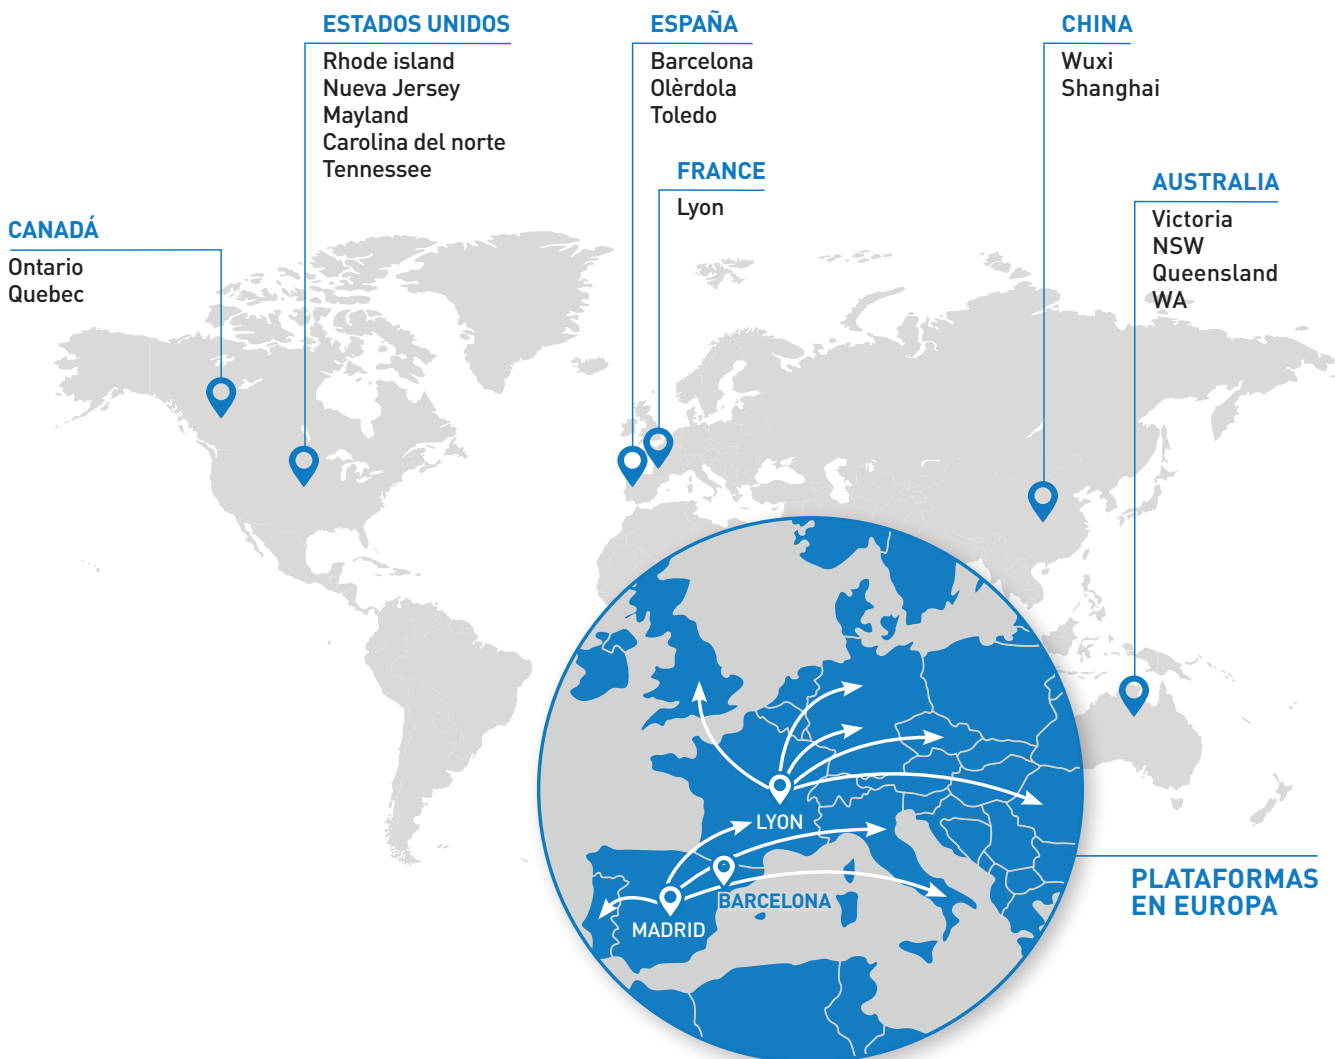 ESTADOS UNIDOS
Rhode island
Nueva Jersey
Mayland
Carolina del norte
Tennessee
ESPAÑA
Barcelona
Olèrdola
Toledo
CHINA
Wuxi
Shanghai
FRANCE
Lyon
AUSTRALIA
Victoria
NSW
Queensland
WA
CANADÁ
Ontario
Quebec
LYON
BARCELONA
MADRID
PLATAFORMAS
EN EUROPA